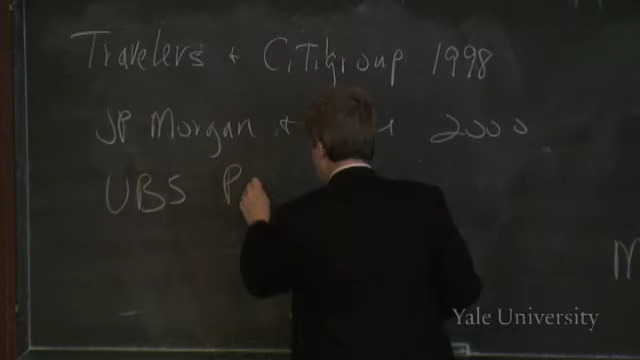 Travelers + Citigroup 1998
JP Morgan + 2000
UBS P
M
Yale University